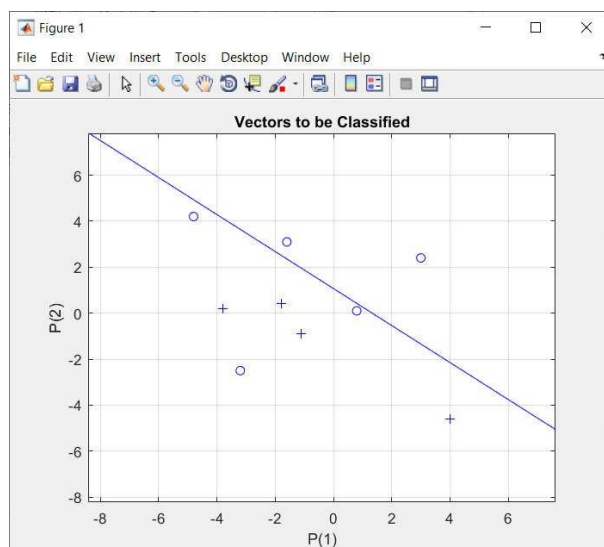 Figure 1
File Edit View Insert Tools Desktop Window Help
Vectors to be Classified
6
4
2
0
-2
-4
-6
-8
P(2)
-8 -6 -4 -2 0 2 4 6
P(1)